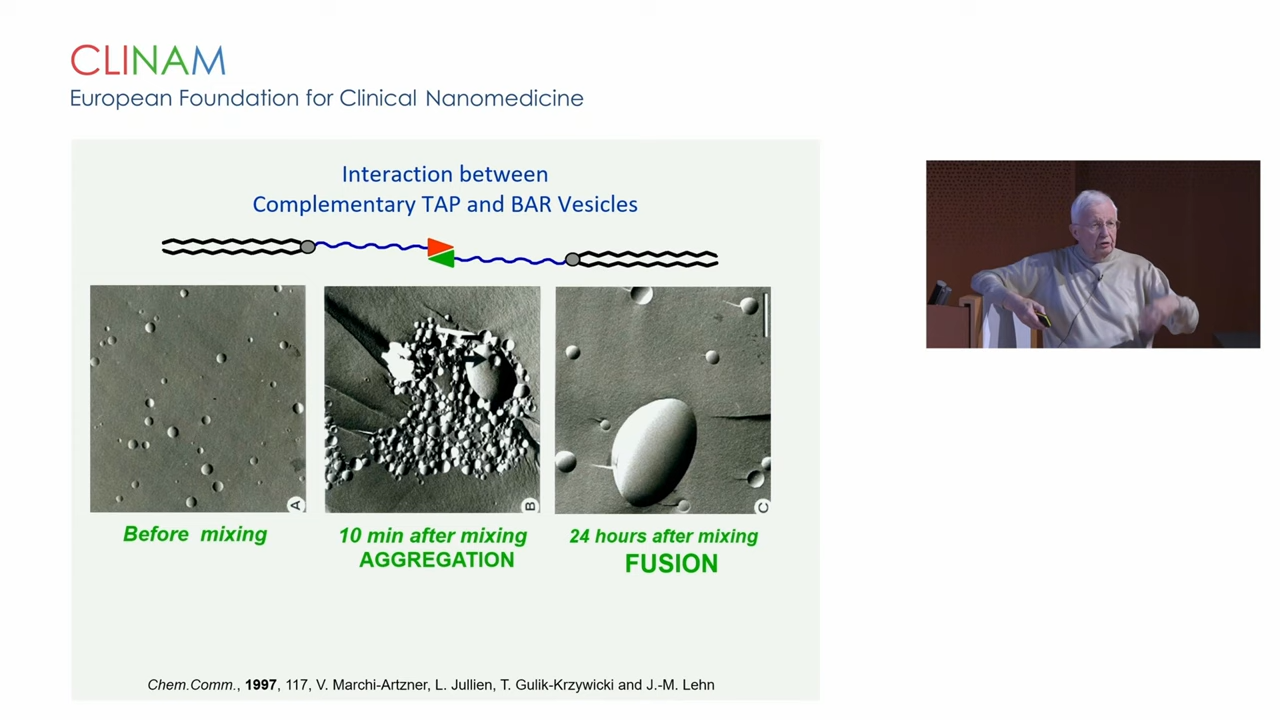 CLINAM
European Foundation for Clinical Nanomedicine
Interaction between
Complementary TAP and BAR Vesicles
A
B
C
Before mixing
10 min after mixing
AGGREGATION
24 hours after mixing
FUSION
Chem.Comm., 1997, 117, V. Marchi-Artzner, L. Jullien, T. Gulik-Krzywicki and J.-M. Lehn